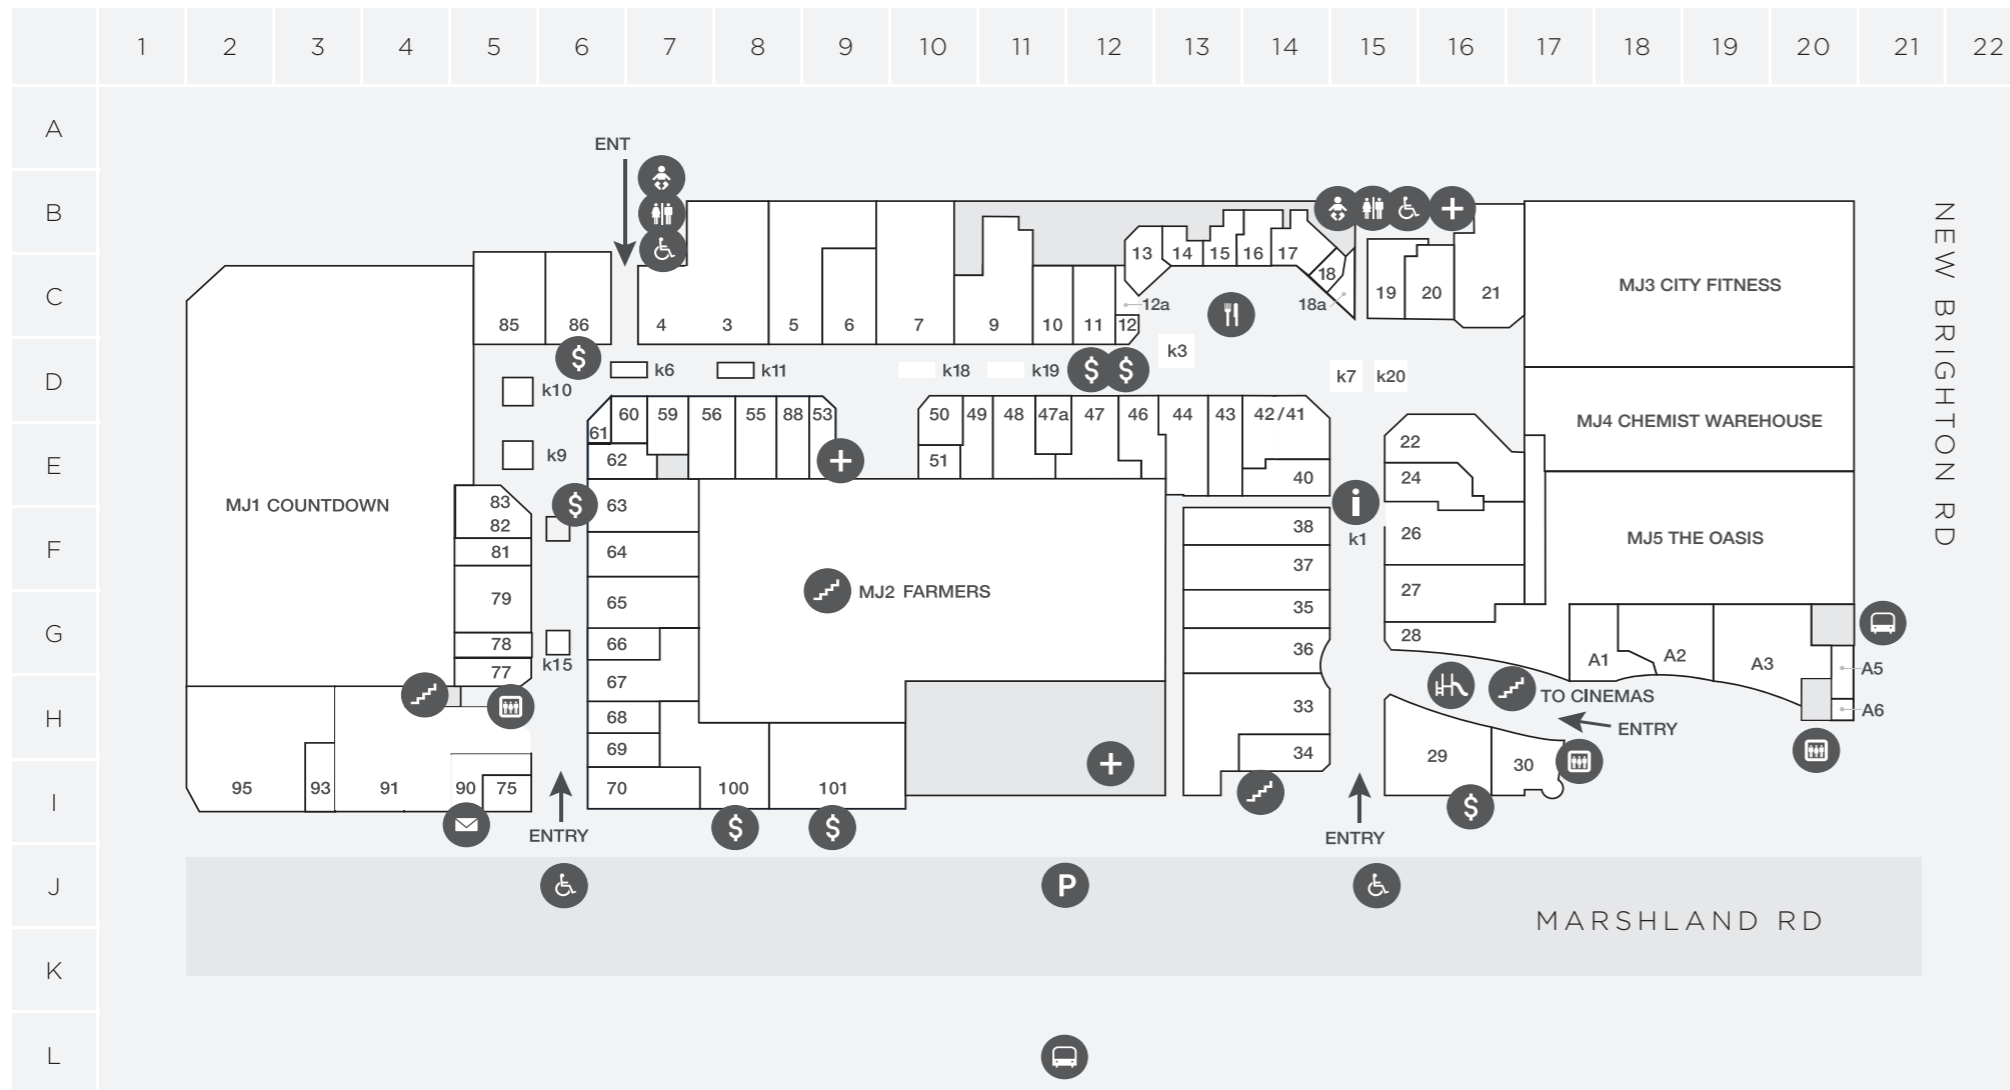 1 2 3 4 5 6 7 8 9 10 11 12 13 14 15 16 17 18 19 20 21 22
A
ENT
B
13 14 15 16 17
18
C
MJ3 CITY FITNESS
12a 18a 19 20 21
85 86 4 3 5 6 7 9 10 11 12
k3
D
k6 k11 k18 k19 k7 k20
$ $ $
k10
60 59 56 55 88 53 50 49 48 47a 47 46 44 43 42/41
MJ4 CHEMIST WAREHOUSE
61
22
E
k9 62 51
24
40
MJ1 COUNTDOWN
83
$
63
i
82
38
26
F
81 64
k1
MJ5 THE OASIS
37
27
79 65
MJ2 FARMERS
35
G
78 66
28
36
k15
77 67
A1 A2 A3 A5
TO CINEMAS
H
68
33
A6
ENTRY
69
34
29 30
I
95 93 91 90 75 70 100 101
$ $ $
ENTRY
ENTRY
J
P
MARSHLAND RD
K
L
NEW BRIGHTON RD